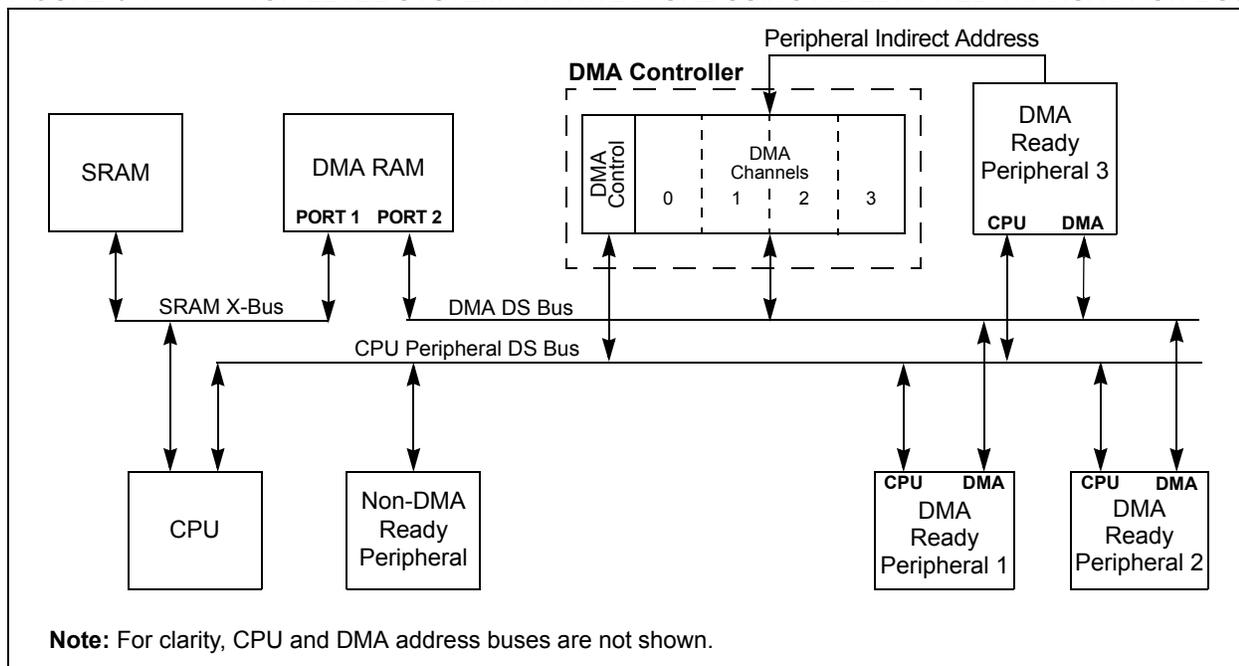 Peripheral Indirect Address
DMA Controller
SRAM
DMA RAM
PORT 1 PORT 2
DMA
Control
DMA
Channels
0 1 2 3
DMA
Ready
Peripheral 3
CPU DMA
SRAM X-Bus
DMA DS Bus
CPU Peripheral DS Bus
CPU
Non-DMA
Ready
Peripheral
CPU DMA
DMA
Ready
Peripheral 1
CPU DMA
DMA
Ready
Peripheral 2
Note: For clarity, CPU and DMA address buses are not shown.